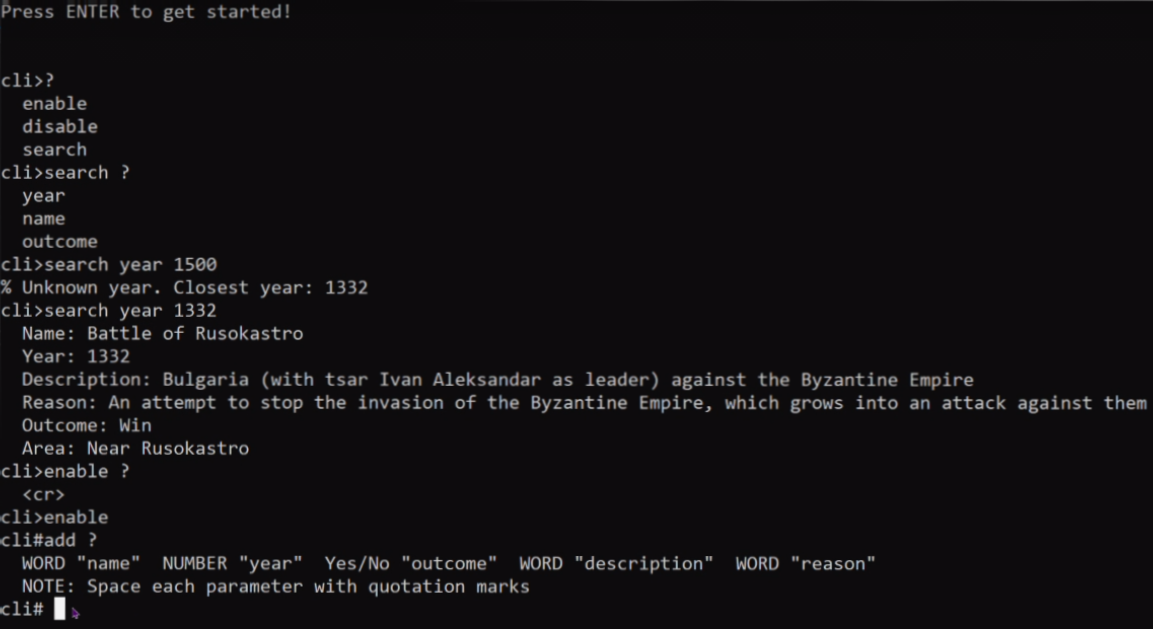 Press ENTER to get started!
cli>?
enable
disable
search
cli>search ?
year
name
outcome
cli>search year 1500
% Unknown year. Closest year: 1332
cli>search year 1332
Name: Battle of Rusokastro
Year: 1332
Description: Bulgaria (with tsar Ivan Aleksandar as leader) against the Byzantine Empire
Reason: An attempt to stop the invasion of the Byzantine Empire, which grows into an attack against them
Outcome: Win
Area: Near Rusokastro
cli>enable ?
<cr>
cli>enable
cli#add ?
WORD "name"  NUMBER "year"  Yes/No "outcome"  WORD "description"  WORD "reason"
NOTE: Space each parameter with quotation marks
cli#